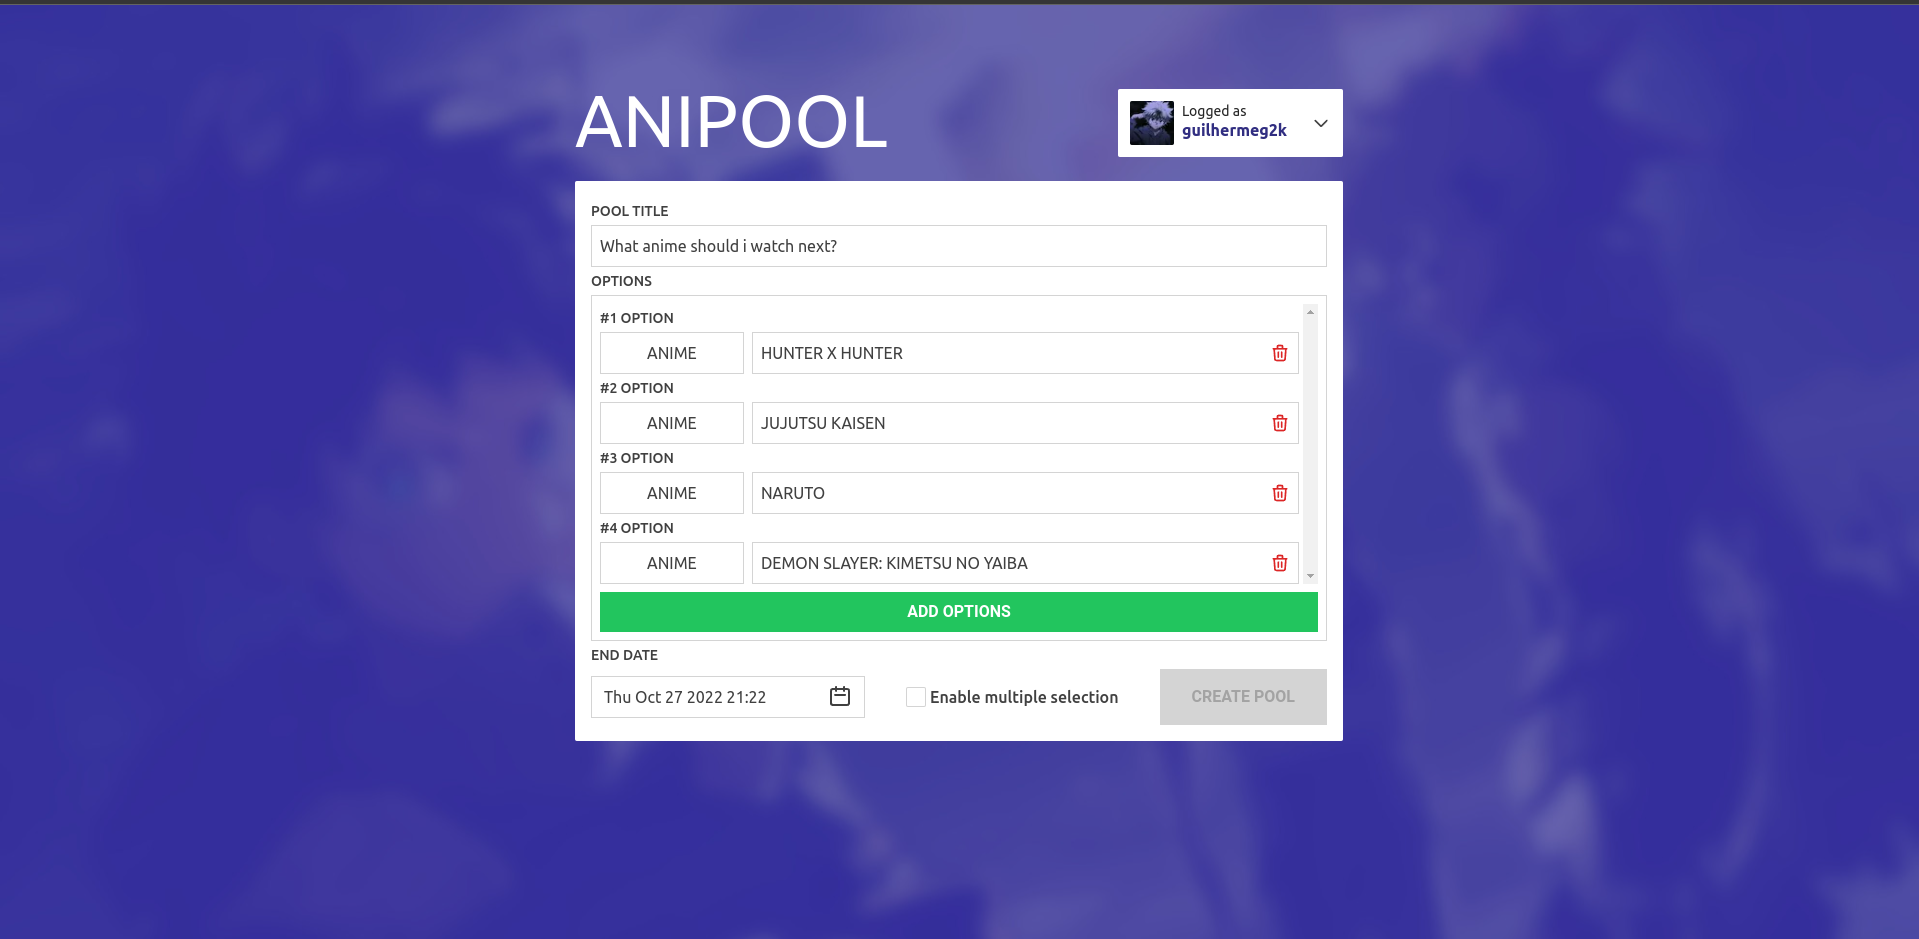 ANIPOOL
Logged as
guilhermeg2k
POOL TITLE
What anime should i watch next?
OPTIONS
#1 OPTION
ANIME HUNTER X HUNTER
#2 OPTION
ANIME JUJUTSU KAISEN
#3 OPTION
ANIME NARUTO
#4 OPTION
ANIME DEMON SLAYER: KIMETSU NO YAIBA
ADD OPTIONS
END DATE
Thu Oct 27 2022 21:22 Enable multiple selection CREATE POOL